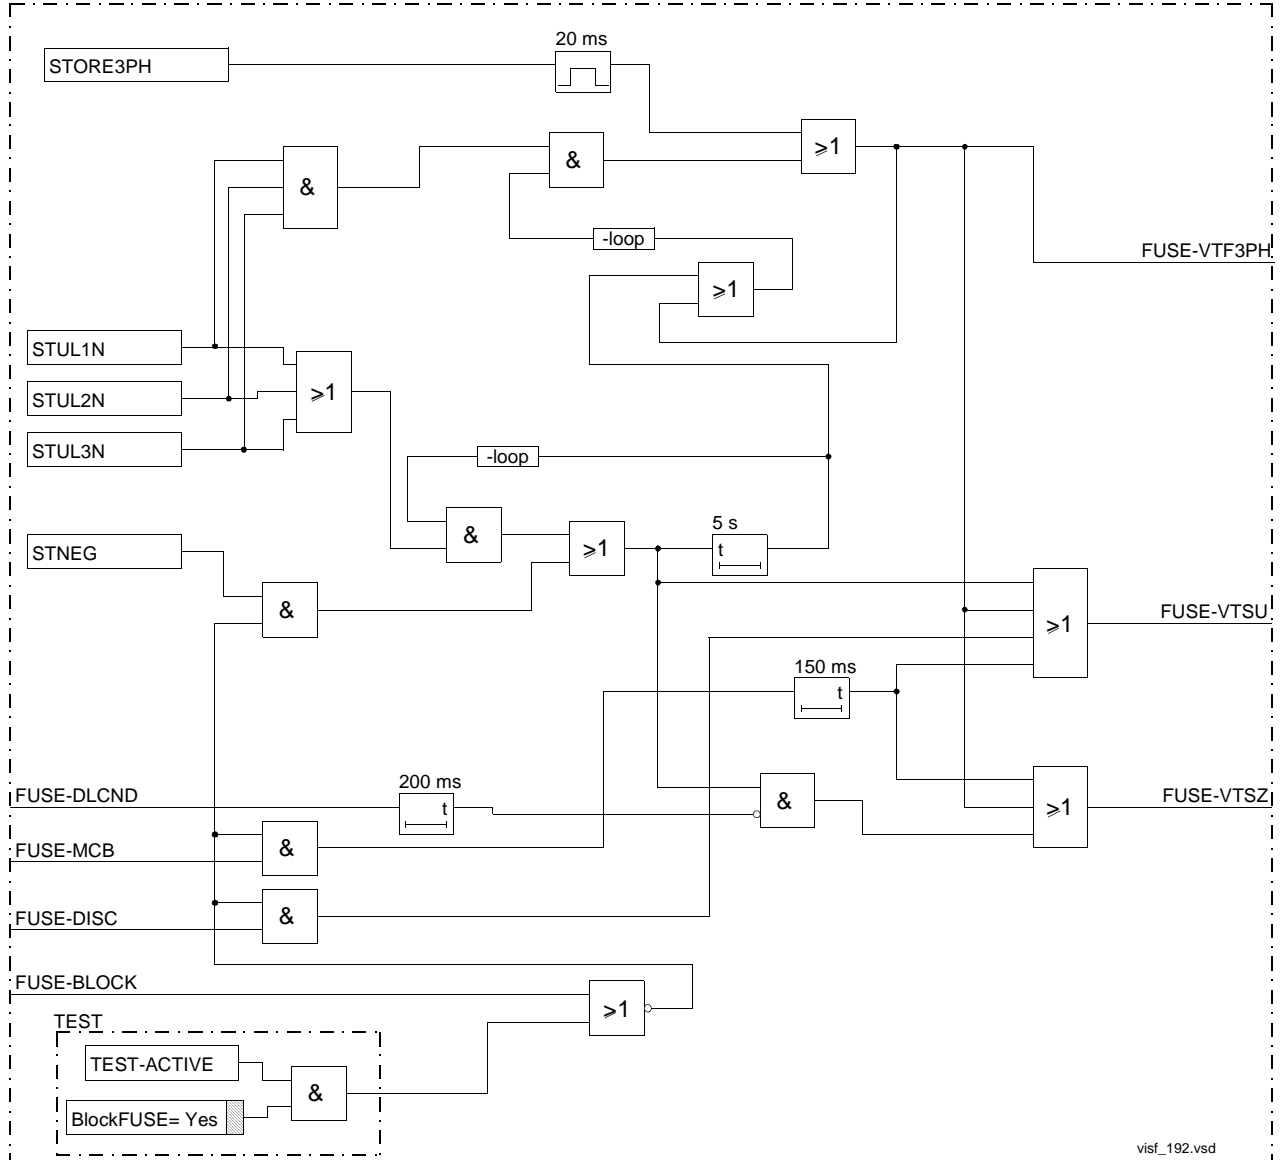 20 ms
STORE3PH
&
&
≥1
-loop
FUSE-VTF3PH
≥1
STUL1N
STUL2N
≥1
STUL3N
-loop
5 s
STNEG
&
≥1
t
&
FUSE-VTSU
≥1
150 ms
t
200 ms
FUSE-DLCND
t
&
≥1
FUSE-VTSZ
FUSE-MCB
&
FUSE-DISC
&
FUSE-BLOCK
≥1
TEST
TEST-ACTIVE
&
BlockFUSE= Yes
visf_192.vsd